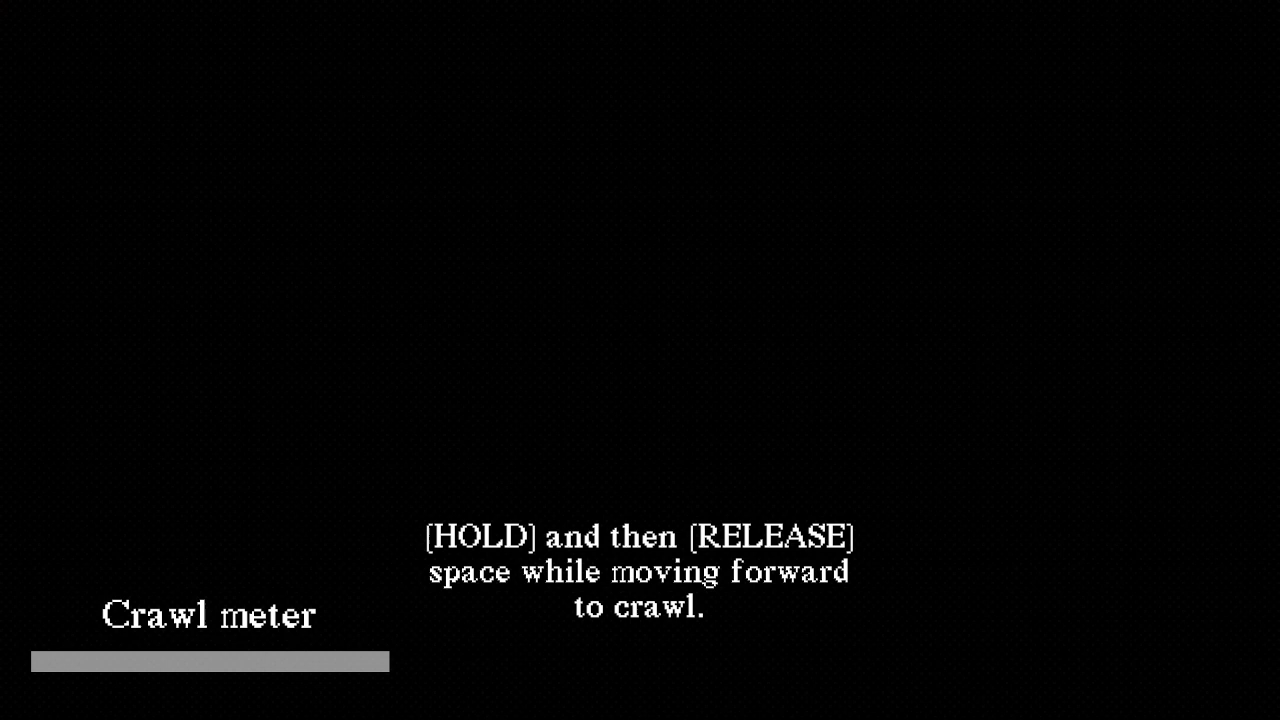 [HOLD] and then [RELEASE]
space while moving forward
to crawl.
Crawl meter